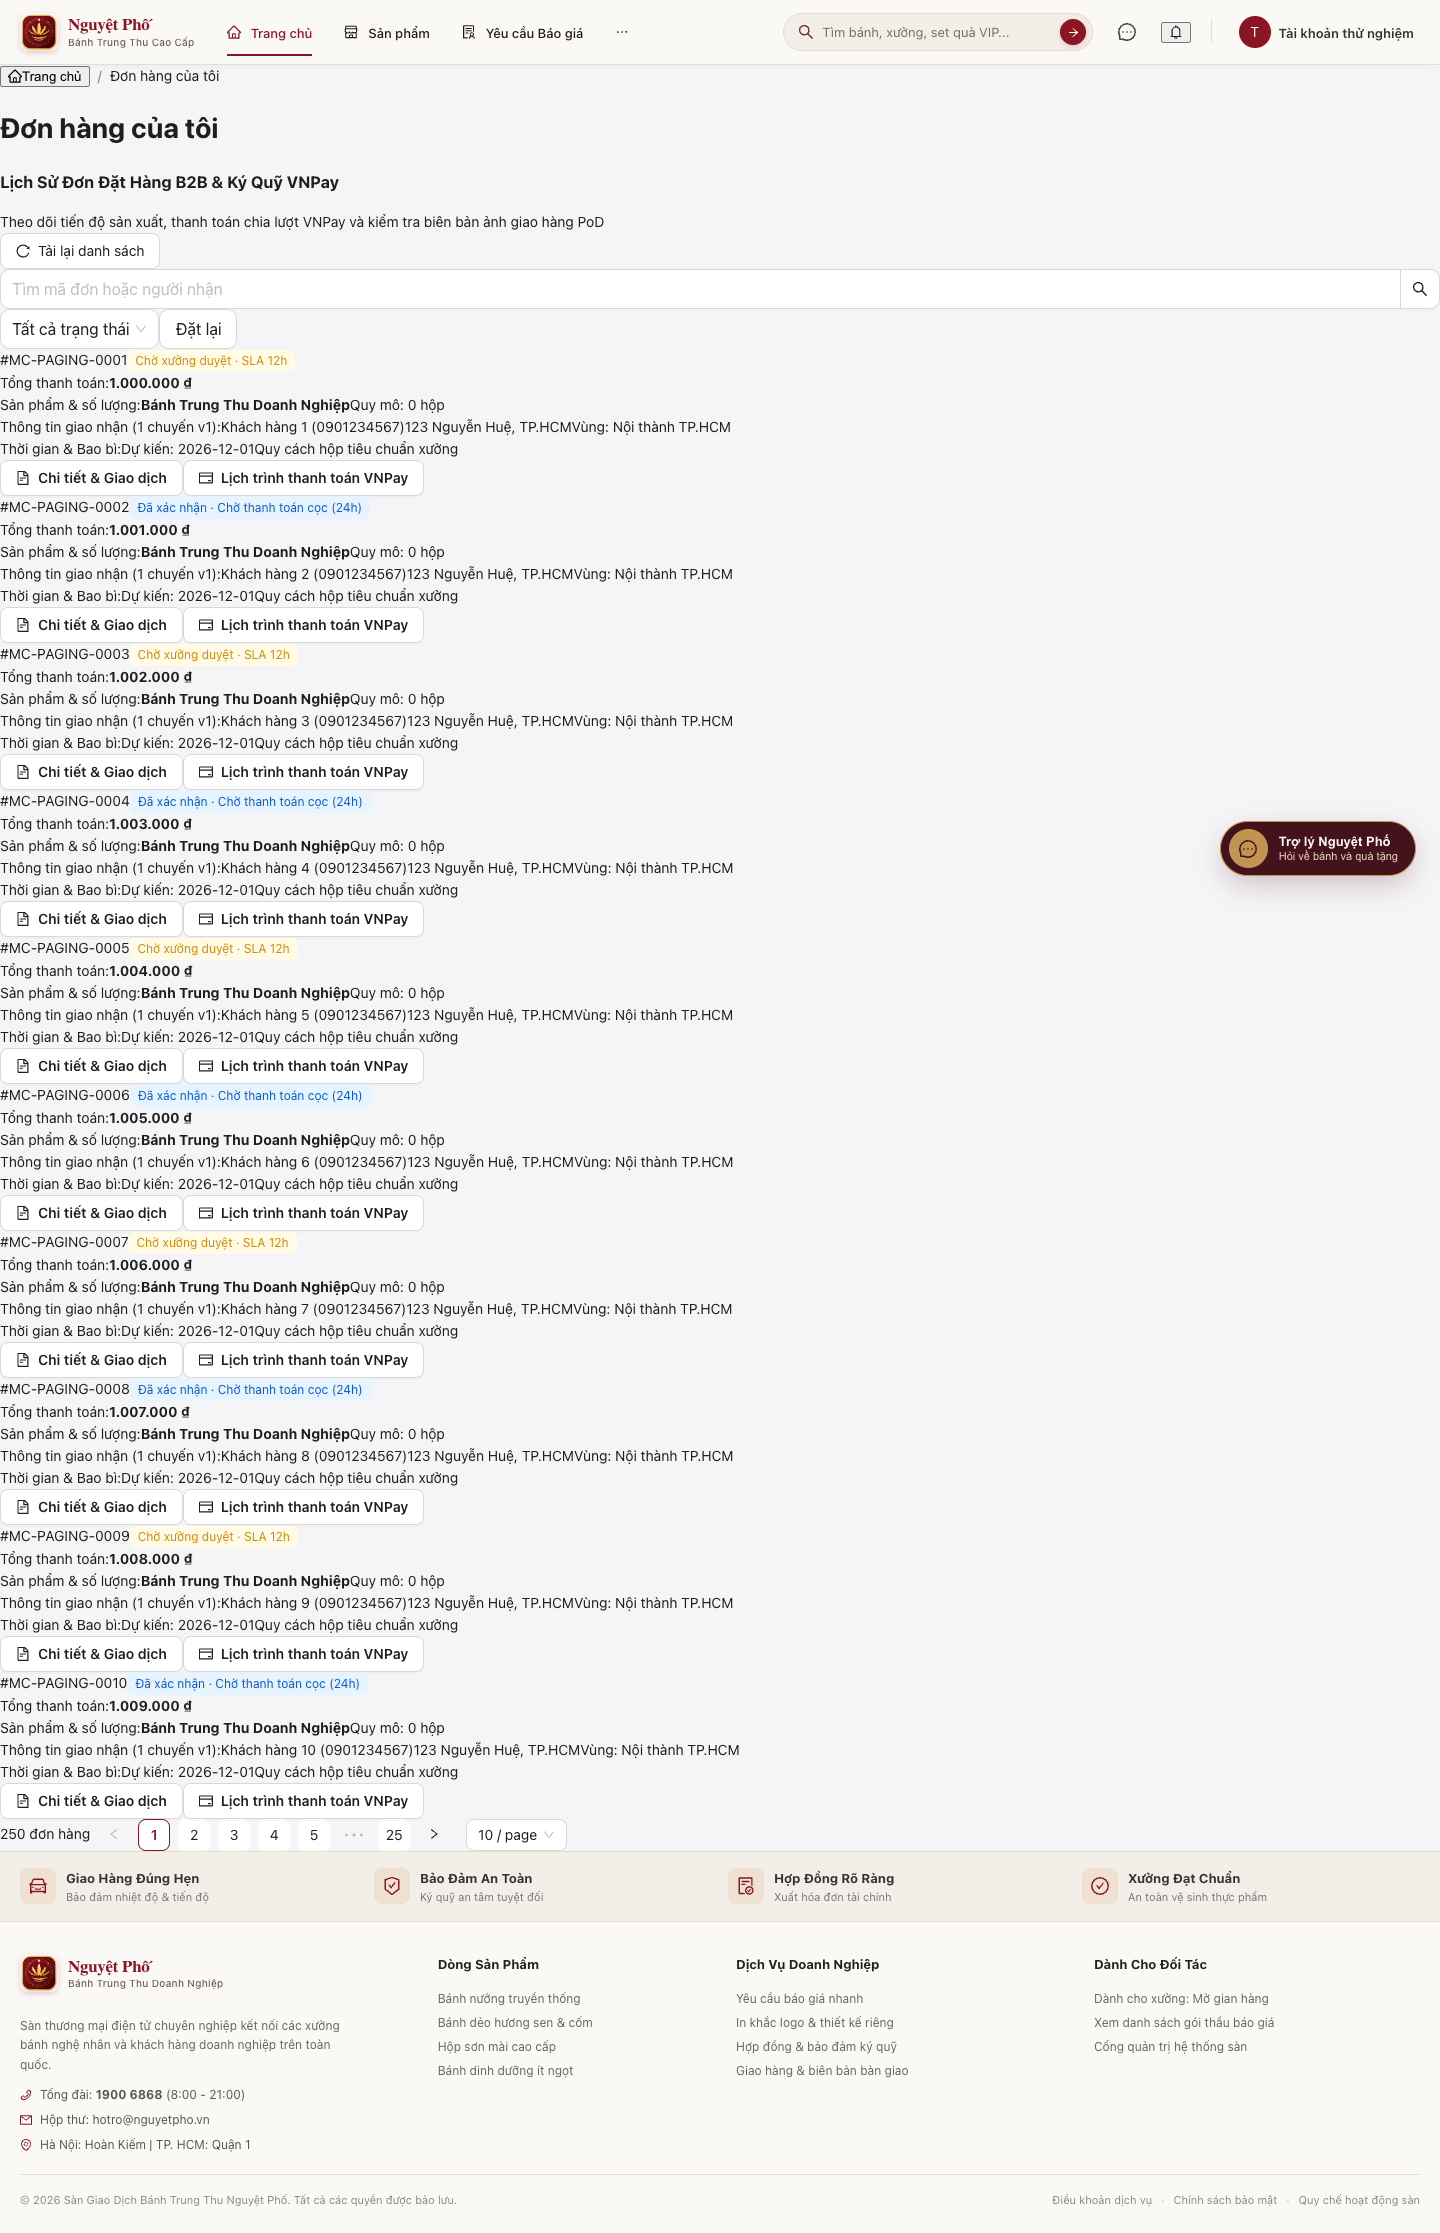 Nguyệt Phố
Bánh Trung Thu Cao Cấp
Trang chủ
Sản phẩm
Yêu cầu Báo giá
···
Tìm bánh, xưởng, set quà VIP...
T
Tài khoản thử nghiệm
Trang chủ / Đơn hàng của tôi
Đơn hàng của tôi
Lịch Sử Đơn Đặt Hàng B2B & Ký Quỹ VNPay
Theo dõi tiến độ sản xuất, thanh toán chia lượt VNPay và kiểm tra biên bản ảnh giao hàng PoD
Tải lại danh sách
Tìm mã đơn hoặc người nhận
Tất cả trạng thái
Đặt lại
#MC-PAGING-0001 Chờ xưởng duyệt · SLA 12h
Tổng thanh toán:1.000.000 ₫
Sản phẩm & số lượng:Bánh Trung Thu Doanh NghiệpQuy mô: 0 hộp
Thông tin giao nhận (1 chuyến v1):Khách hàng 1 (0901234567)123 Nguyễn Huệ, TP.HCMVùng: Nội thành TP.HCM
Thời gian & Bao bì:Dự kiến: 2026-12-01Quy cách hộp tiêu chuẩn xưởng
Chi tiết & Giao dịch
Lịch trình thanh toán VNPay
#MC-PAGING-0002 Đã xác nhận · Chờ thanh toán cọc (24h)
Tổng thanh toán:1.001.000 ₫
Sản phẩm & số lượng:Bánh Trung Thu Doanh NghiệpQuy mô: 0 hộp
Thông tin giao nhận (1 chuyến v1):Khách hàng 2 (0901234567)123 Nguyễn Huệ, TP.HCMVùng: Nội thành TP.HCM
Thời gian & Bao bì:Dự kiến: 2026-12-01Quy cách hộp tiêu chuẩn xưởng
Chi tiết & Giao dịch
Lịch trình thanh toán VNPay
#MC-PAGING-0003 Chờ xưởng duyệt · SLA 12h
Tổng thanh toán:1.002.000 ₫
Sản phẩm & số lượng:Bánh Trung Thu Doanh NghiệpQuy mô: 0 hộp
Thông tin giao nhận (1 chuyến v1):Khách hàng 3 (0901234567)123 Nguyễn Huệ, TP.HCMVùng: Nội thành TP.HCM
Thời gian & Bao bì:Dự kiến: 2026-12-01Quy cách hộp tiêu chuẩn xưởng
Chi tiết & Giao dịch
Lịch trình thanh toán VNPay
#MC-PAGING-0004 Đã xác nhận · Chờ thanh toán cọc (24h)
Tổng thanh toán:1.003.000 ₫
Sản phẩm & số lượng:Bánh Trung Thu Doanh NghiệpQuy mô: 0 hộp
Thông tin giao nhận (1 chuyến v1):Khách hàng 4 (0901234567)123 Nguyễn Huệ, TP.HCMVùng: Nội thành TP.HCM
Thời gian & Bao bì:Dự kiến: 2026-12-01Quy cách hộp tiêu chuẩn xưởng
Chi tiết & Giao dịch
Lịch trình thanh toán VNPay
Trợ lý Nguyệt Phố
Hỏi về bánh và quà tặng
#MC-PAGING-0005 Chờ xưởng duyệt · SLA 12h
Tổng thanh toán:1.004.000 ₫
Sản phẩm & số lượng:Bánh Trung Thu Doanh NghiệpQuy mô: 0 hộp
Thông tin giao nhận (1 chuyến v1):Khách hàng 5 (0901234567)123 Nguyễn Huệ, TP.HCMVùng: Nội thành TP.HCM
Thời gian & Bao bì:Dự kiến: 2026-12-01Quy cách hộp tiêu chuẩn xưởng
Chi tiết & Giao dịch
Lịch trình thanh toán VNPay
#MC-PAGING-0006 Đã xác nhận · Chờ thanh toán cọc (24h)
Tổng thanh toán:1.005.000 ₫
Sản phẩm & số lượng:Bánh Trung Thu Doanh NghiệpQuy mô: 0 hộp
Thông tin giao nhận (1 chuyến v1):Khách hàng 6 (0901234567)123 Nguyễn Huệ, TP.HCMVùng: Nội thành TP.HCM
Thời gian & Bao bì:Dự kiến: 2026-12-01Quy cách hộp tiêu chuẩn xưởng
Chi tiết & Giao dịch
Lịch trình thanh toán VNPay
#MC-PAGING-0007 Chờ xưởng duyệt · SLA 12h
Tổng thanh toán:1.006.000 ₫
Sản phẩm & số lượng:Bánh Trung Thu Doanh NghiệpQuy mô: 0 hộp
Thông tin giao nhận (1 chuyến v1):Khách hàng 7 (0901234567)123 Nguyễn Huệ, TP.HCMVùng: Nội thành TP.HCM
Thời gian & Bao bì:Dự kiến: 2026-12-01Quy cách hộp tiêu chuẩn xưởng
Chi tiết & Giao dịch
Lịch trình thanh toán VNPay
#MC-PAGING-0008 Đã xác nhận · Chờ thanh toán cọc (24h)
Tổng thanh toán:1.007.000 ₫
Sản phẩm & số lượng:Bánh Trung Thu Doanh NghiệpQuy mô: 0 hộp
Thông tin giao nhận (1 chuyến v1):Khách hàng 8 (0901234567)123 Nguyễn Huệ, TP.HCMVùng: Nội thành TP.HCM
Thời gian & Bao bì:Dự kiến: 2026-12-01Quy cách hộp tiêu chuẩn xưởng
Chi tiết & Giao dịch
Lịch trình thanh toán VNPay
#MC-PAGING-0009 Chờ xưởng duyệt · SLA 12h
Tổng thanh toán:1.008.000 ₫
Sản phẩm & số lượng:Bánh Trung Thu Doanh NghiệpQuy mô: 0 hộp
Thông tin giao nhận (1 chuyến v1):Khách hàng 9 (0901234567)123 Nguyễn Huệ, TP.HCMVùng: Nội thành TP.HCM
Thời gian & Bao bì:Dự kiến: 2026-12-01Quy cách hộp tiêu chuẩn xưởng
Chi tiết & Giao dịch
Lịch trình thanh toán VNPay
#MC-PAGING-0010 Đã xác nhận · Chờ thanh toán cọc (24h)
Tổng thanh toán:1.009.000 ₫
Sản phẩm & số lượng:Bánh Trung Thu Doanh NghiệpQuy mô: 0 hộp
Thông tin giao nhận (1 chuyến v1):Khách hàng 10 (0901234567)123 Nguyễn Huệ, TP.HCMVùng: Nội thành TP.HCM
Thời gian & Bao bì:Dự kiến: 2026-12-01Quy cách hộp tiêu chuẩn xưởng
Chi tiết & Giao dịch
Lịch trình thanh toán VNPay
250 đơn hàng 1 2 3 4 5 ··· 25 10 / page
Giao Hàng Đúng Hẹn
Bảo đảm nhiệt độ & tiến độ
Bảo Đảm An Toàn
Ký quỹ an tâm tuyệt đối
Hợp Đồng Rõ Ràng
Xuất hóa đơn tài chính
Xưởng Đạt Chuẩn
An toàn vệ sinh thực phẩm
Nguyệt Phố
Bánh Trung Thu Doanh Nghiệp
Sàn thương mại điện tử chuyên nghiệp kết nối các xưởng
bánh nghệ nhân và khách hàng doanh nghiệp trên toàn
quốc.
Tổng đài: 1900 6868 (8:00 - 21:00)
Hộp thư: hotro@nguyetpho.vn
Hà Nội: Hoàn Kiếm | TP. HCM: Quận 1
Dòng Sản Phẩm
Bánh nướng truyền thống
Bánh dẻo hương sen & cốm
Hộp sơn mài cao cấp
Bánh dinh dưỡng ít ngọt
Dịch Vụ Doanh Nghiệp
Yêu cầu báo giá nhanh
In khắc logo & thiết kế riêng
Hợp đồng & bảo đảm ký quỹ
Giao hàng & biên bản bàn giao
Dành Cho Đối Tác
Dành cho xưởng: Mở gian hàng
Xem danh sách gói thầu báo giá
Cổng quản trị hệ thống sàn
© 2026 Sàn Giao Dịch Bánh Trung Thu Nguyệt Phố. Tất cả các quyền được bảo lưu.
Điều khoản dịch vụ · Chính sách bảo mật · Quy chế hoạt động sàn